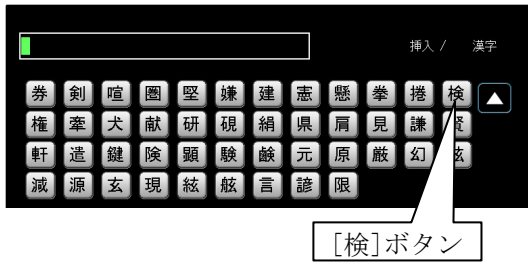 挿入 / 漢字
券 剣 喧 圏 堅 嫌 建 憲 懸 拳 捲 検 ▲
権 牽 犬 献 研 硯 絹 県 肩 見 謙
軒 遣 鍵 険 顕 験 鹸 元 原 厳 幻
減 源 玄 現 絃 舷 言 諺 限
[検]ボタン